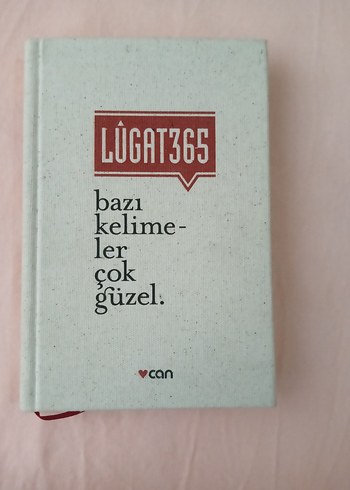 LÛGAT365
bazı
kelime-
ler
çok
güzel.
can